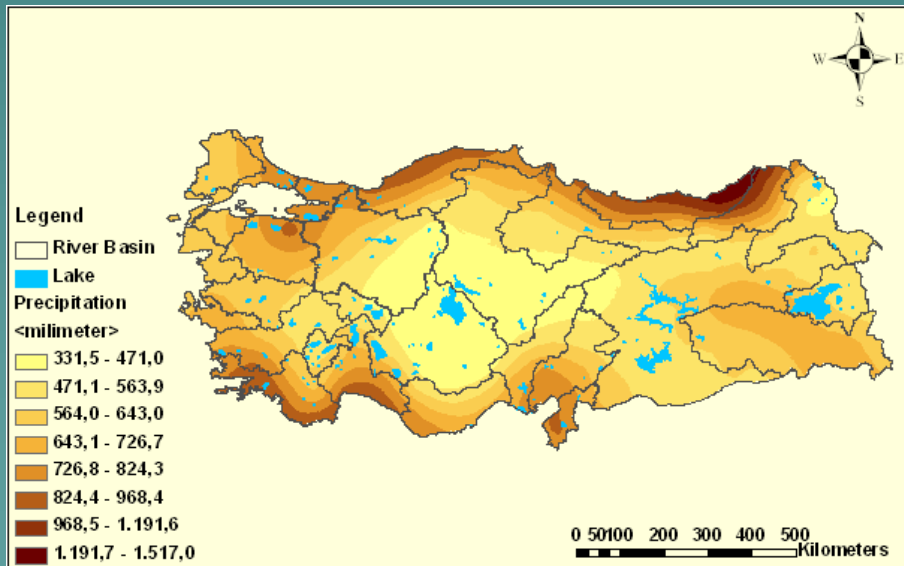 N
W E
S
Legend
River Basin
Lake
Precipitation
<milimeter>
331,5 - 471,0
471,1 - 563,9
564,0 - 643,0
643,1 - 726,7
726,8 - 824,3
824,4 - 968,4
968,5 - 1.191,6
1.191,7 - 1.517,0
0 50100 200 300 400 500
Kilometers